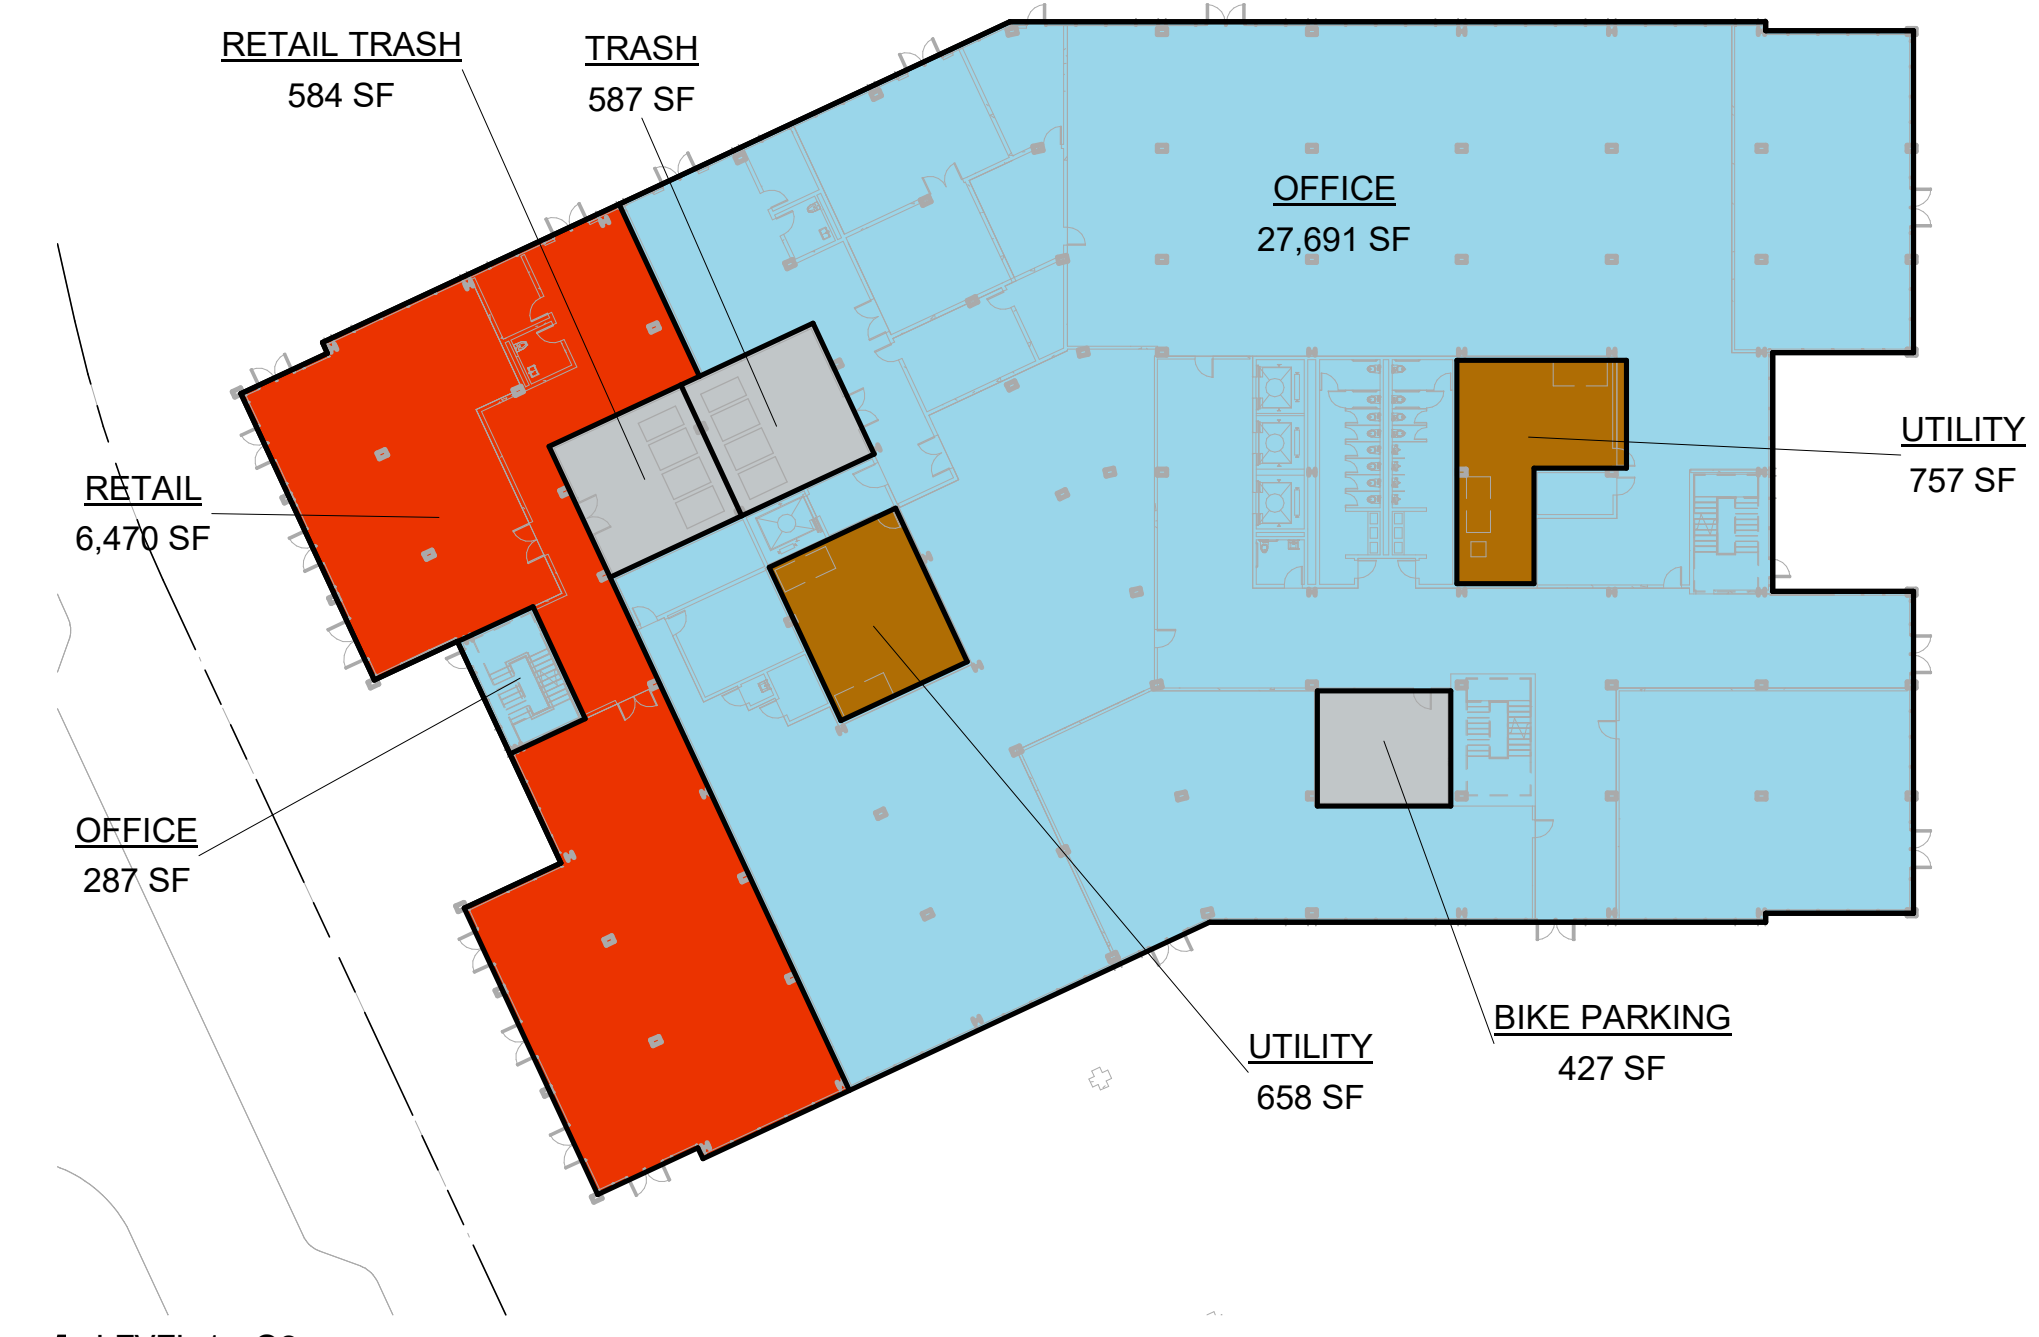 RETAIL TRASH
584 SF
TRASH
587 SF
OFFICE
27,691 SF
UTILITY
757 SF
RETAIL
6,470 SF
OFFICE
287 SF
BIKE PARKING
427 SF
UTILITY
658 SF